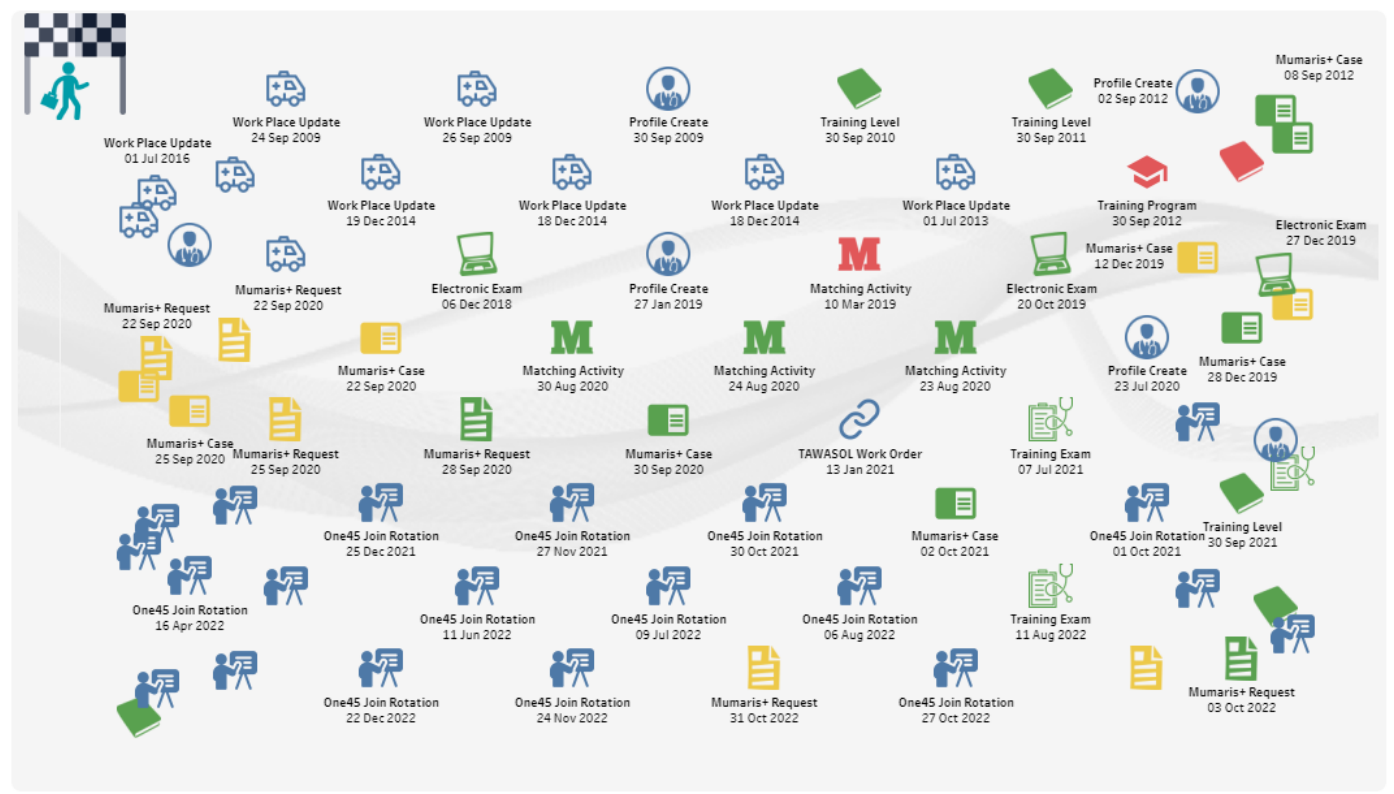 Mumaris+ Case
08 Sep 2012
Profile Create
02 Sep 2012
Work Place Update
24 Sep 2009
Work Place Update
26 Sep 2009
Profile Create
30 Sep 2009
Training Level
30 Sep 2010
Training Level
30 Sep 2011
Work Place Update
01 Jul 2016
Work Place Update
19 Dec 2014
Work Place Update
18 Dec 2014
Work Place Update
18 Dec 2014
Work Place Update
01 Jul 2013
Training Program
30 Sep 2012
Electronic Exam
27 Dec 2019
Mumaris+ Case
12 Dec 2019
Mumaris+ Request
22 Sep 2020
Electronic Exam
06 Dec 2018
Profile Create
27 Jan 2019
M
Matching Activity
10 Mar 2019
Electronic Exam
20 Oct 2019
Mumaris+ Request
22 Sep 2020
Mumaris+ Case
22 Sep 2020
M
Matching Activity
30 Aug 2020
M
Matching Activity
24 Aug 2020
M
Matching Activity
23 Aug 2020
Profile Create
23 Jul 2020
Mumaris+ Case
28 Dec 2019
Mumaris+ Case
25 Sep 2020
Mumaris+ Request
25 Sep 2020
Mumaris+ Request
28 Sep 2020
Mumaris+ Case
30 Sep 2020
TAWASOL Work Order
13 Jan 2021
Training Exam
07 Jul 2021
One45 Join Rotation
25 Dec 2021
One45 Join Rotation
27 Nov 2021
One45 Join Rotation
30 Oct 2021
Mumaris+ Case
02 Oct 2021
One45 Join Rotation
01 Oct 2021
Training Level
30 Sep 2021
One45 Join Rotation
16 Apr 2022
One45 Join Rotation
11 Jun 2022
One45 Join Rotation
09 Jul 2022
One45 Join Rotation
06 Aug 2022
Training Exam
11 Aug 2022
One45 Join Rotation
22 Dec 2022
One45 Join Rotation
24 Nov 2022
Mumaris+ Request
31 Oct 2022
One45 Join Rotation
27 Oct 2022
Mumaris+ Request
03 Oct 2022